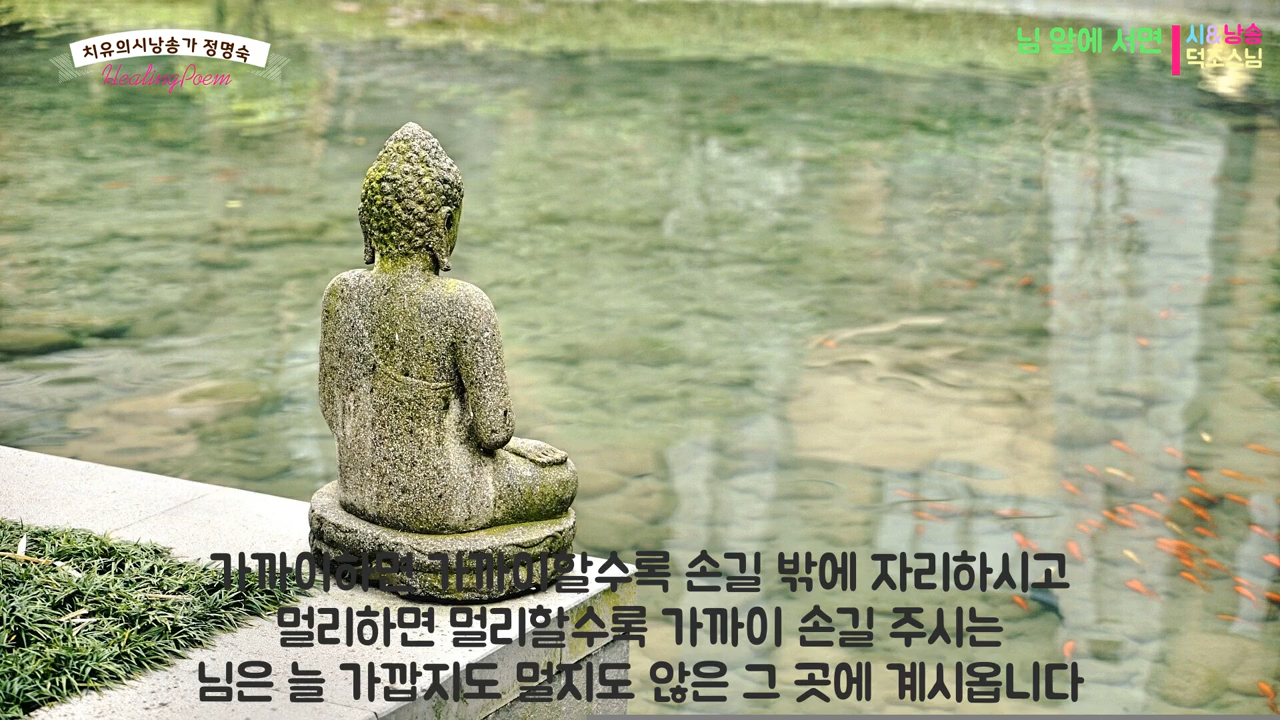 치유의시낭송가 정명숙
HealingPoem
님 앞에 서면
시&낭송
덕조스님
가까이하면 가까이할수록 손길 밖에 자리하시고
멀리하면 멀리할수록 가까이 손길 주시는
님은 늘 가깝지도 멀지도 않은 그 곳에 계시옵니다